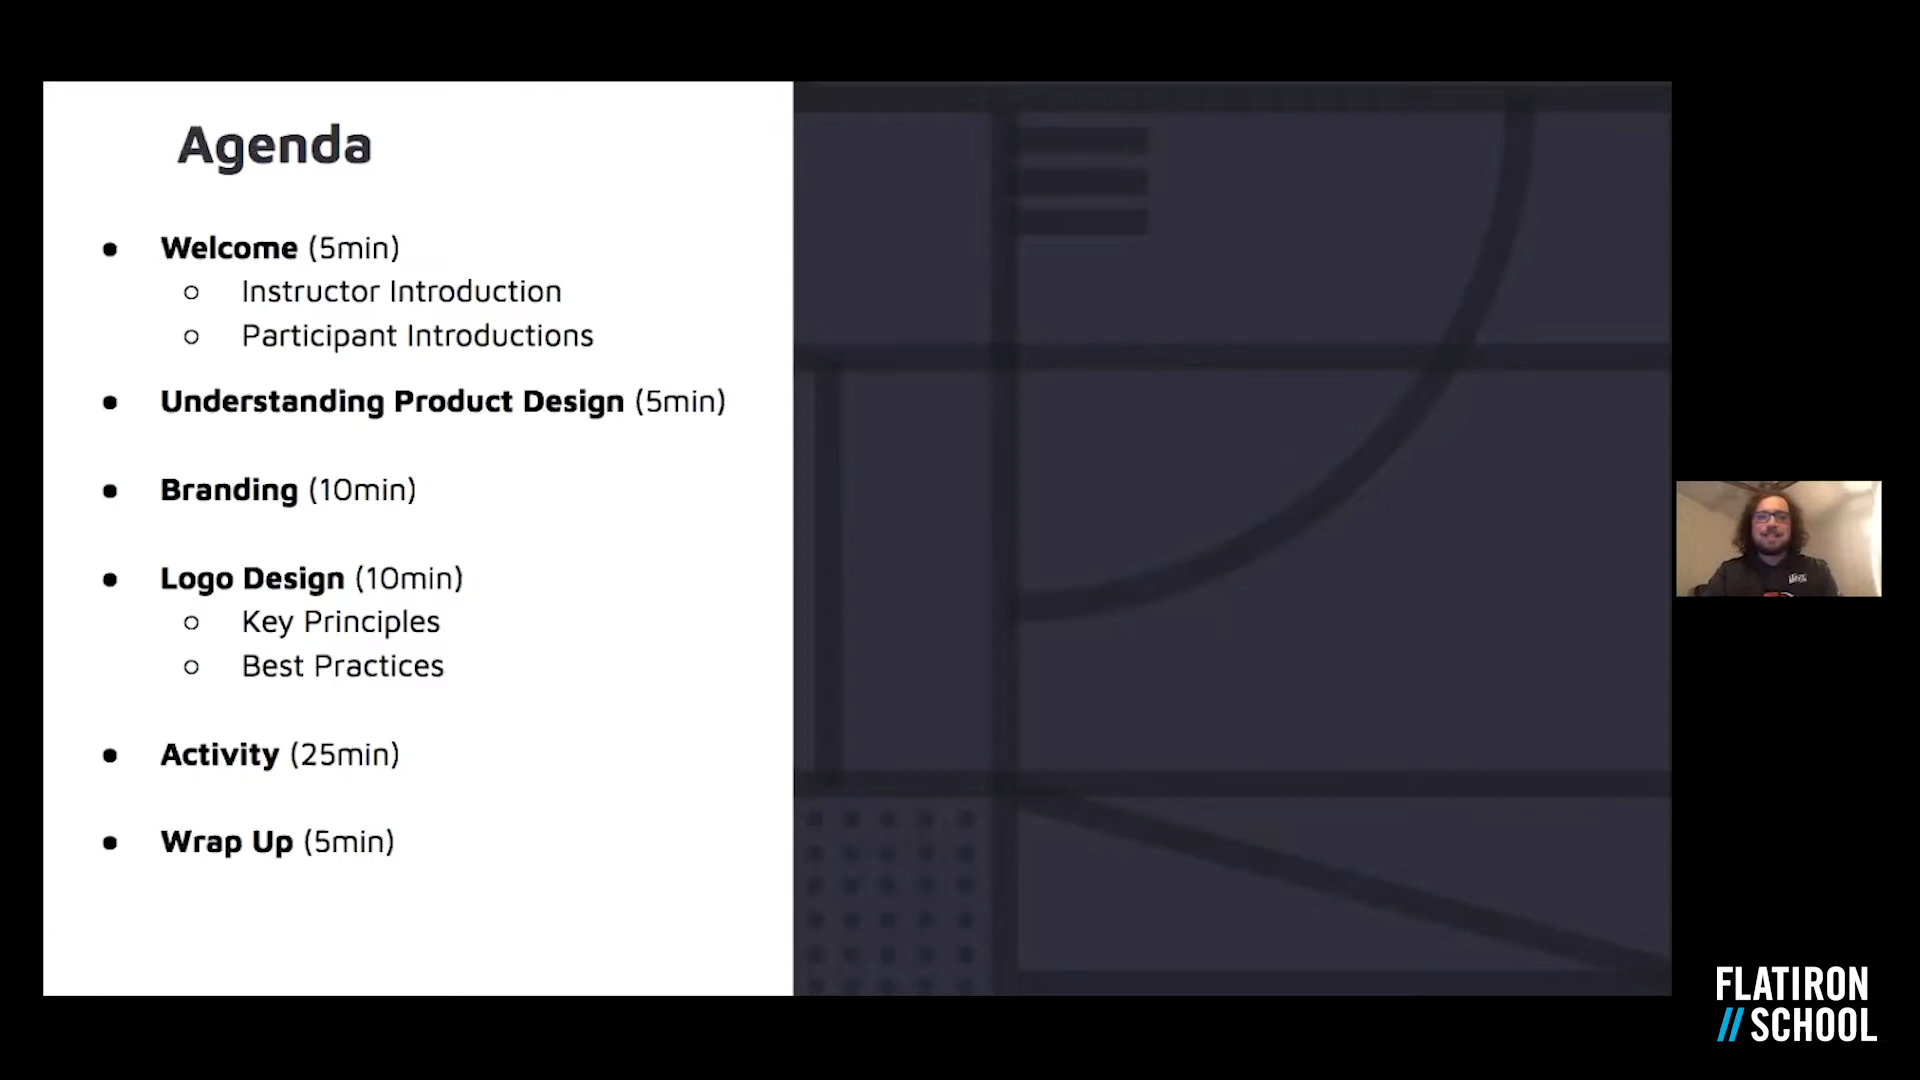 Agenda
Welcome (5min)
Instructor Introduction
Participant Introductions
Understanding Product Design (5min)
Branding (10min)
Logo Design (10min)
Key Principles
Best Practices
Activity (25min)
Wrap Up (5min)
FLATIRON
// SCHOOL